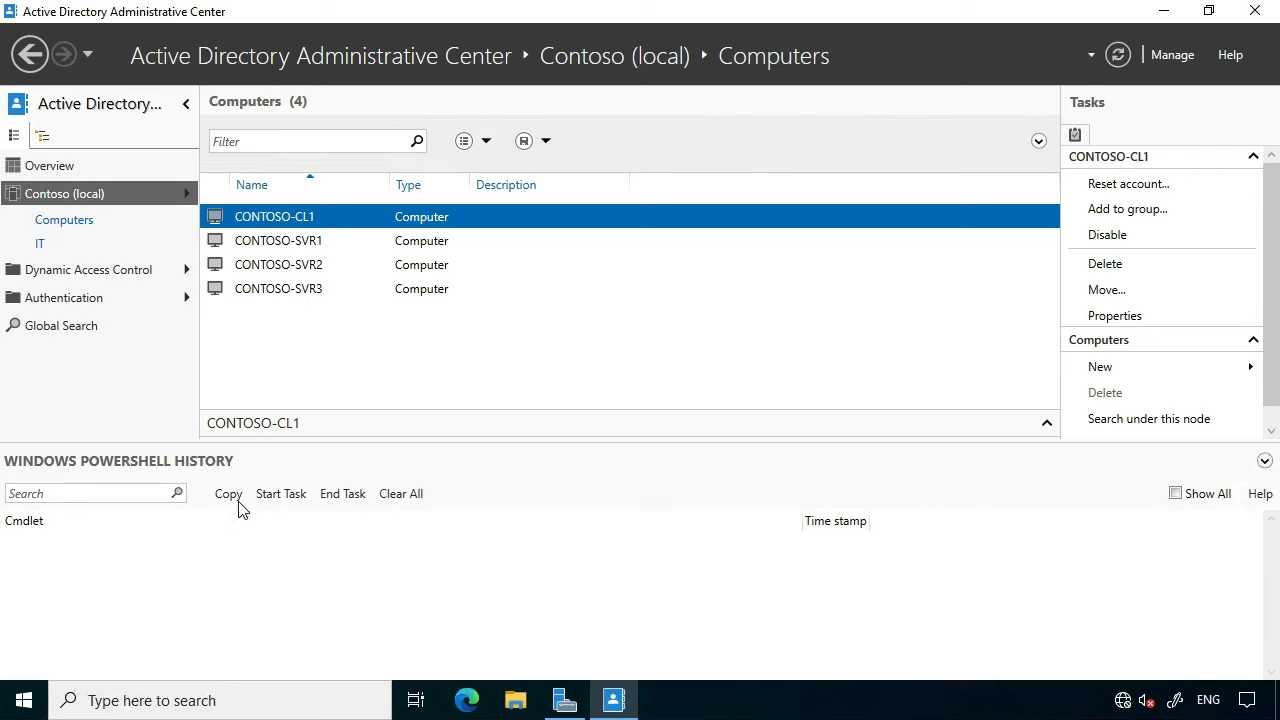 Active Directory Administrative Center
Active Directory Administrative Center • Contoso (local) • Computers
Manage
Help
Active Directory...
Overview
Contoso (local)
Computers
IT
Dynamic Access Control
Authentication
Global Search
Computers (4)
Filter
Name Type Description
CONTOSO-CL1 Computer
CONTOSO-SVR1 Computer
CONTOSO-SVR2 Computer
CONTOSO-SVR3 Computer
CONTOSO-CL1
Tasks
CONTOSO-CL1
Reset account...
Add to group...
Disable
Delete
Move...
Properties
Computers
New
Delete
Search under this node
WINDOWS POWERSHELL HISTORY
Search
Copy Start Task End Task Clear All
Show All Help
Cmdlet Time stamp
Type here to search
ENG